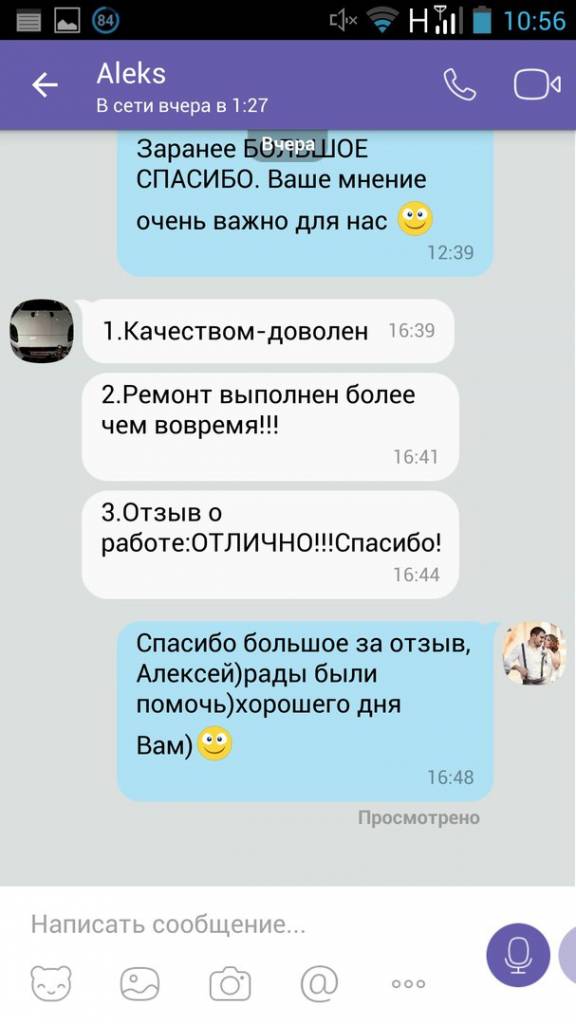 84
H
10:56
Aleks
В сети вчера в 1:27
Вчера
Заранее БОЛЬШОЕ
СПАСИБО. Ваше мнение
очень важно для нас
12:39
1.Качеством-доволен 16:39
2.Ремонт выполнен более
чем вовремя!!!
16:41
3.Отзыв о
работе:ОТЛИЧНО!!!Спасибо!
16:44
Спасибо большое за отзыв,
Алексей)рады были
помочь)хорошего дня
Вам)
16:48
Просмотрено
Написать сообщение...